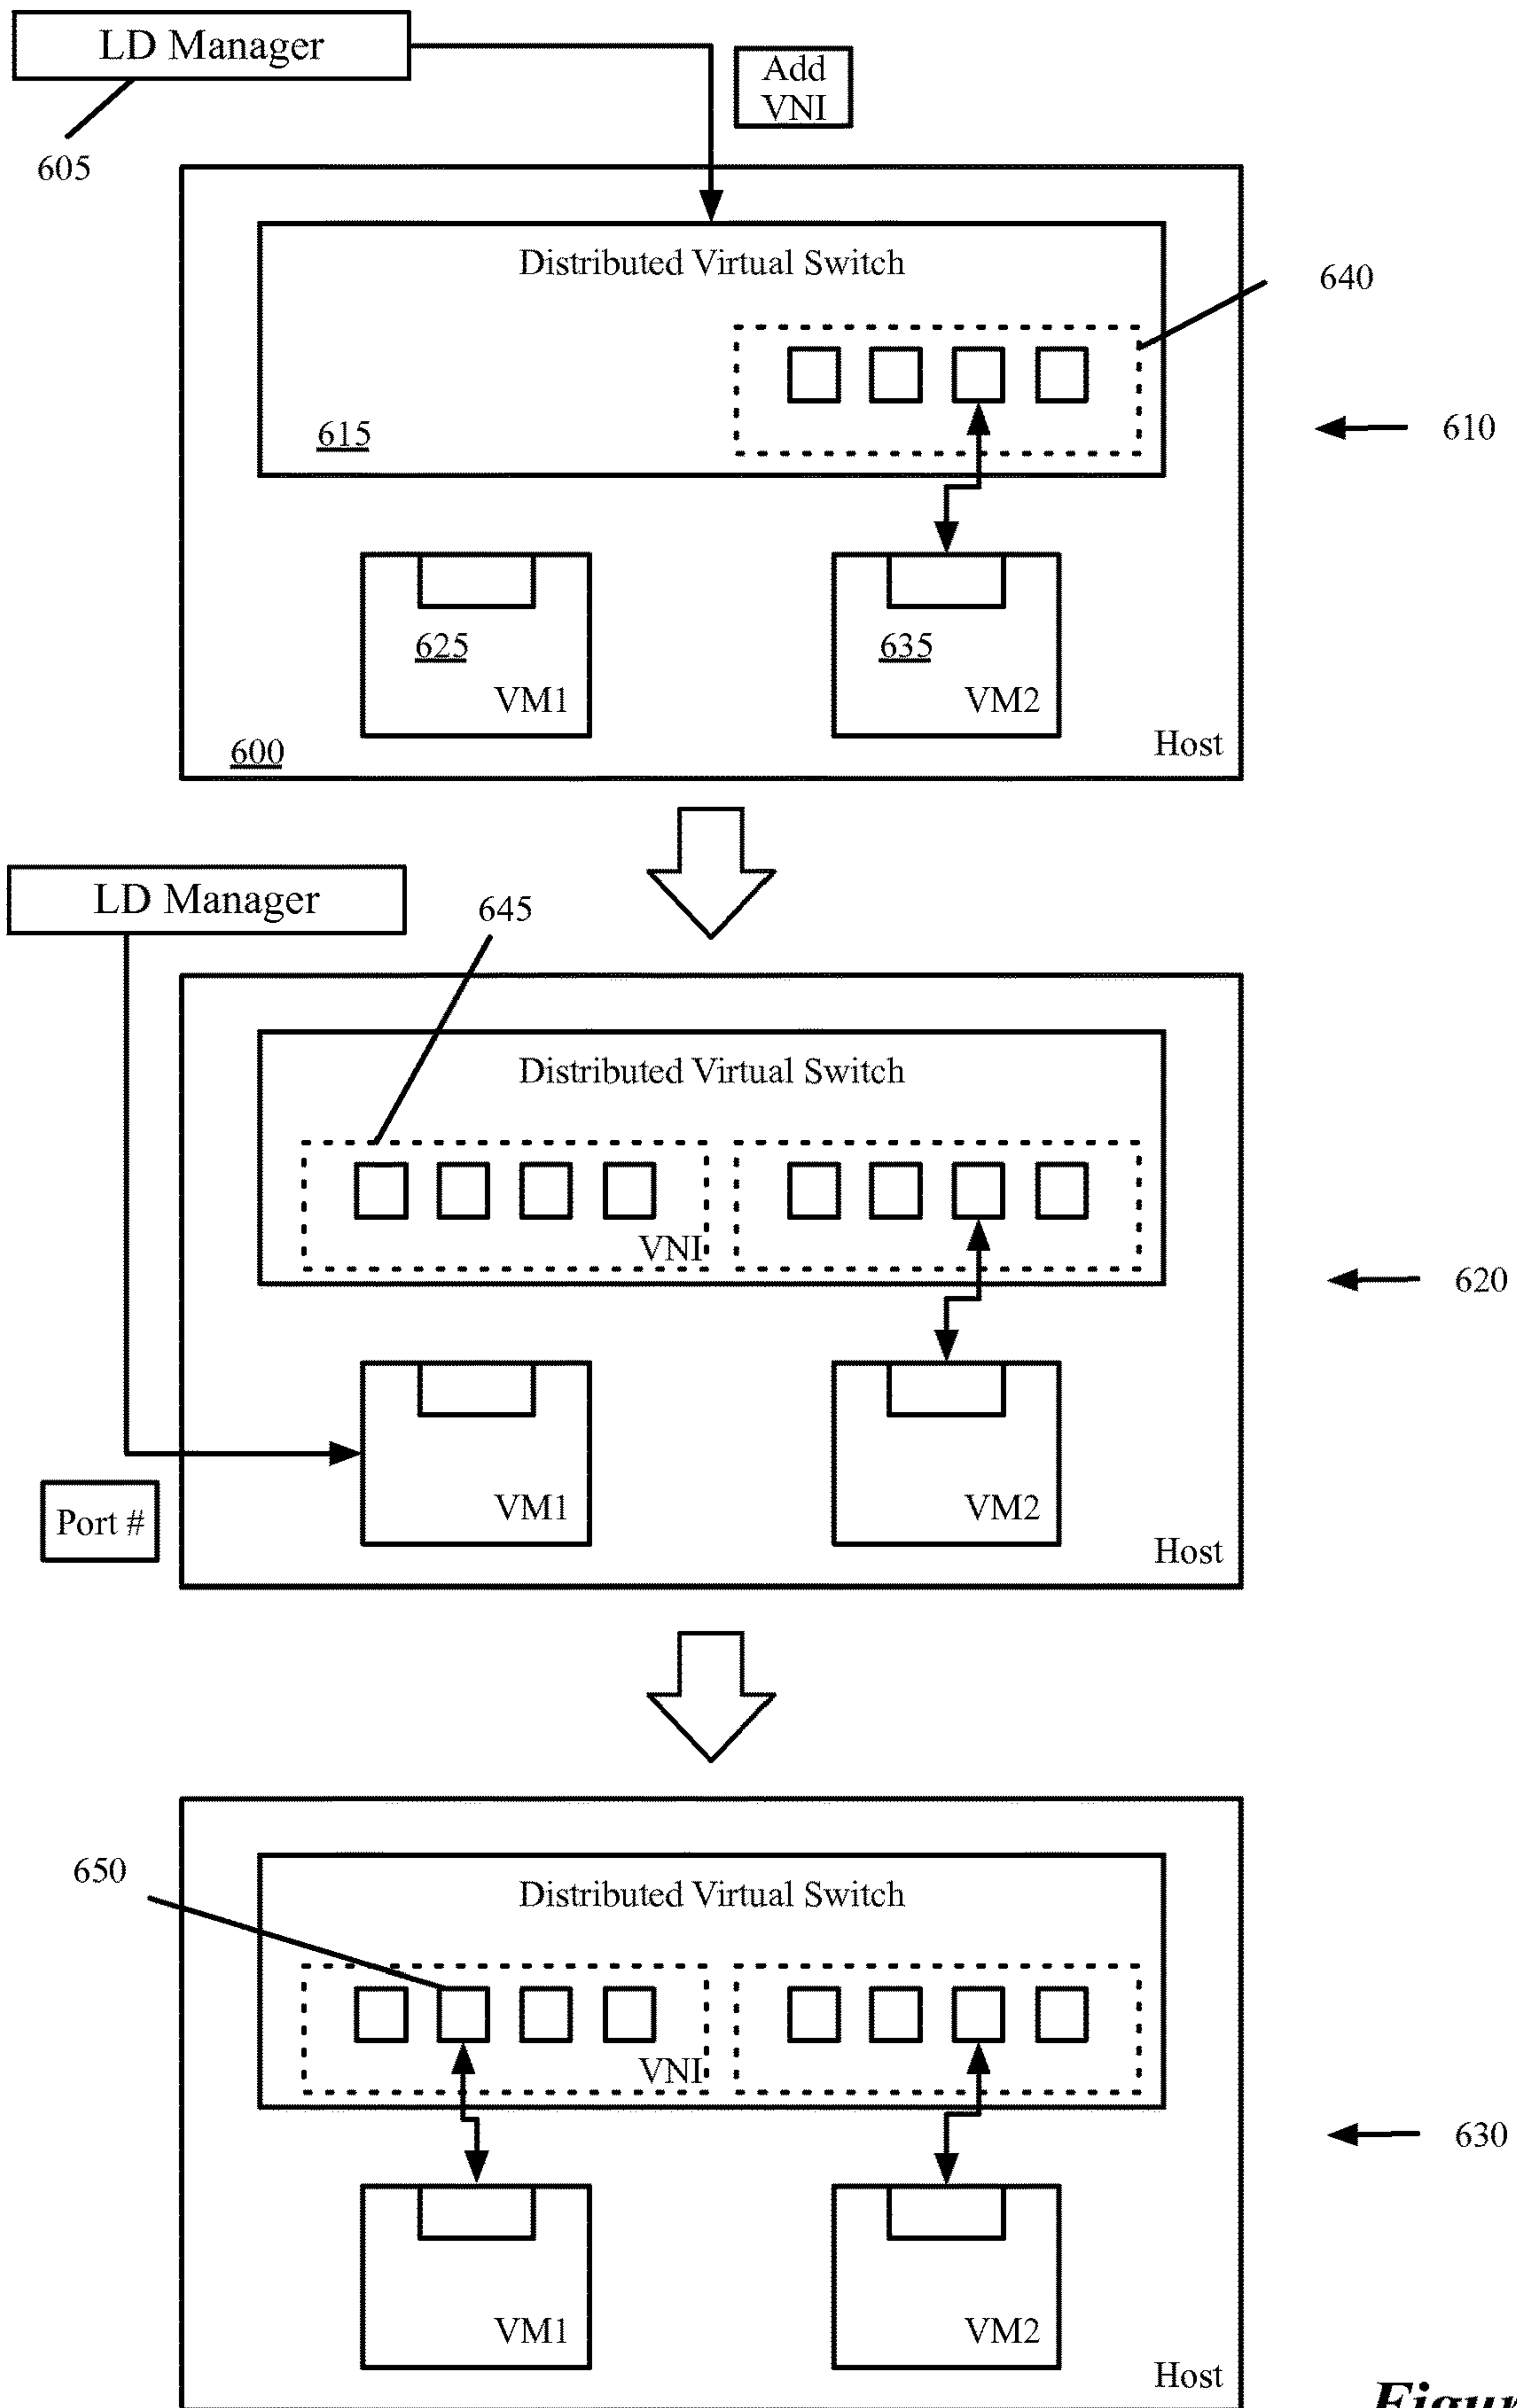 LD Manager
Add
VNI
605
Distributed Virtual Switch
640
615
610
625
635
VM1
VM2
600
Host
LD Manager
645
Distributed Virtual Switch
VNI
620
VM1
VM2
Port #
Host
650
Distributed Virtual Switch
VNI
630
VM1
VM2
Host